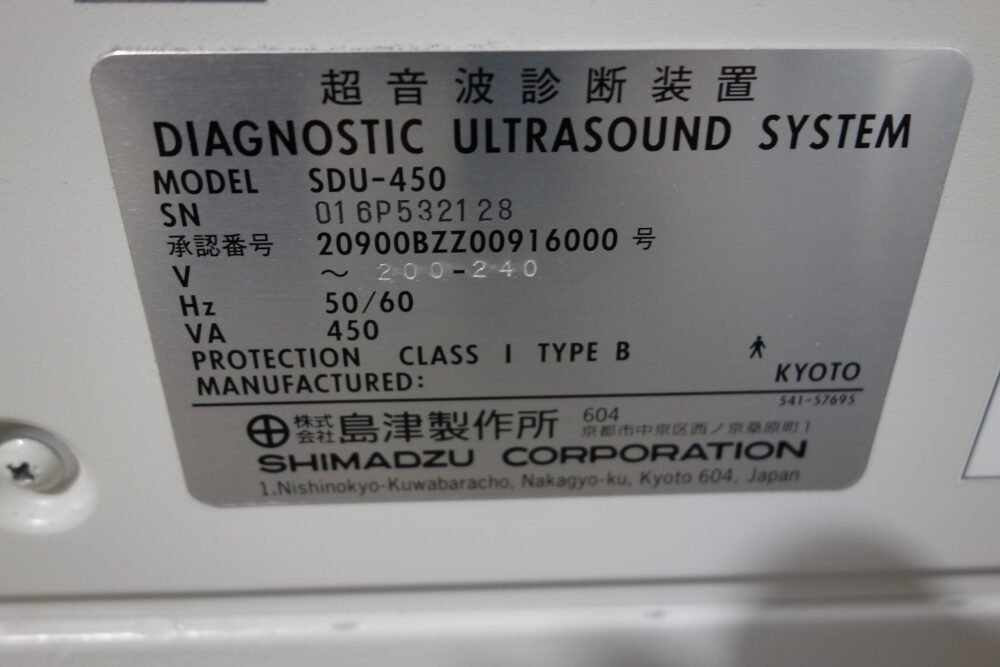 超音波診断装置
DIAGNOSTIC ULTRASOUND SYSTEM
MODEL SDU-450
SN 016P532128
承認番号 20900BZZ00916000 号
V ～ 200-240
Hz 50/60
VA 450
PROTECTION CLASS I TYPE B
MANUFACTURED: KYOTO
541-57695
株式会社 島津製作所 604
京都市中京区西ノ京桑原町1
SHIMADZU CORPORATION
1,Nishinokyo-Kuwabaracho, Nakagyo-ku, Kyoto 604, Japan